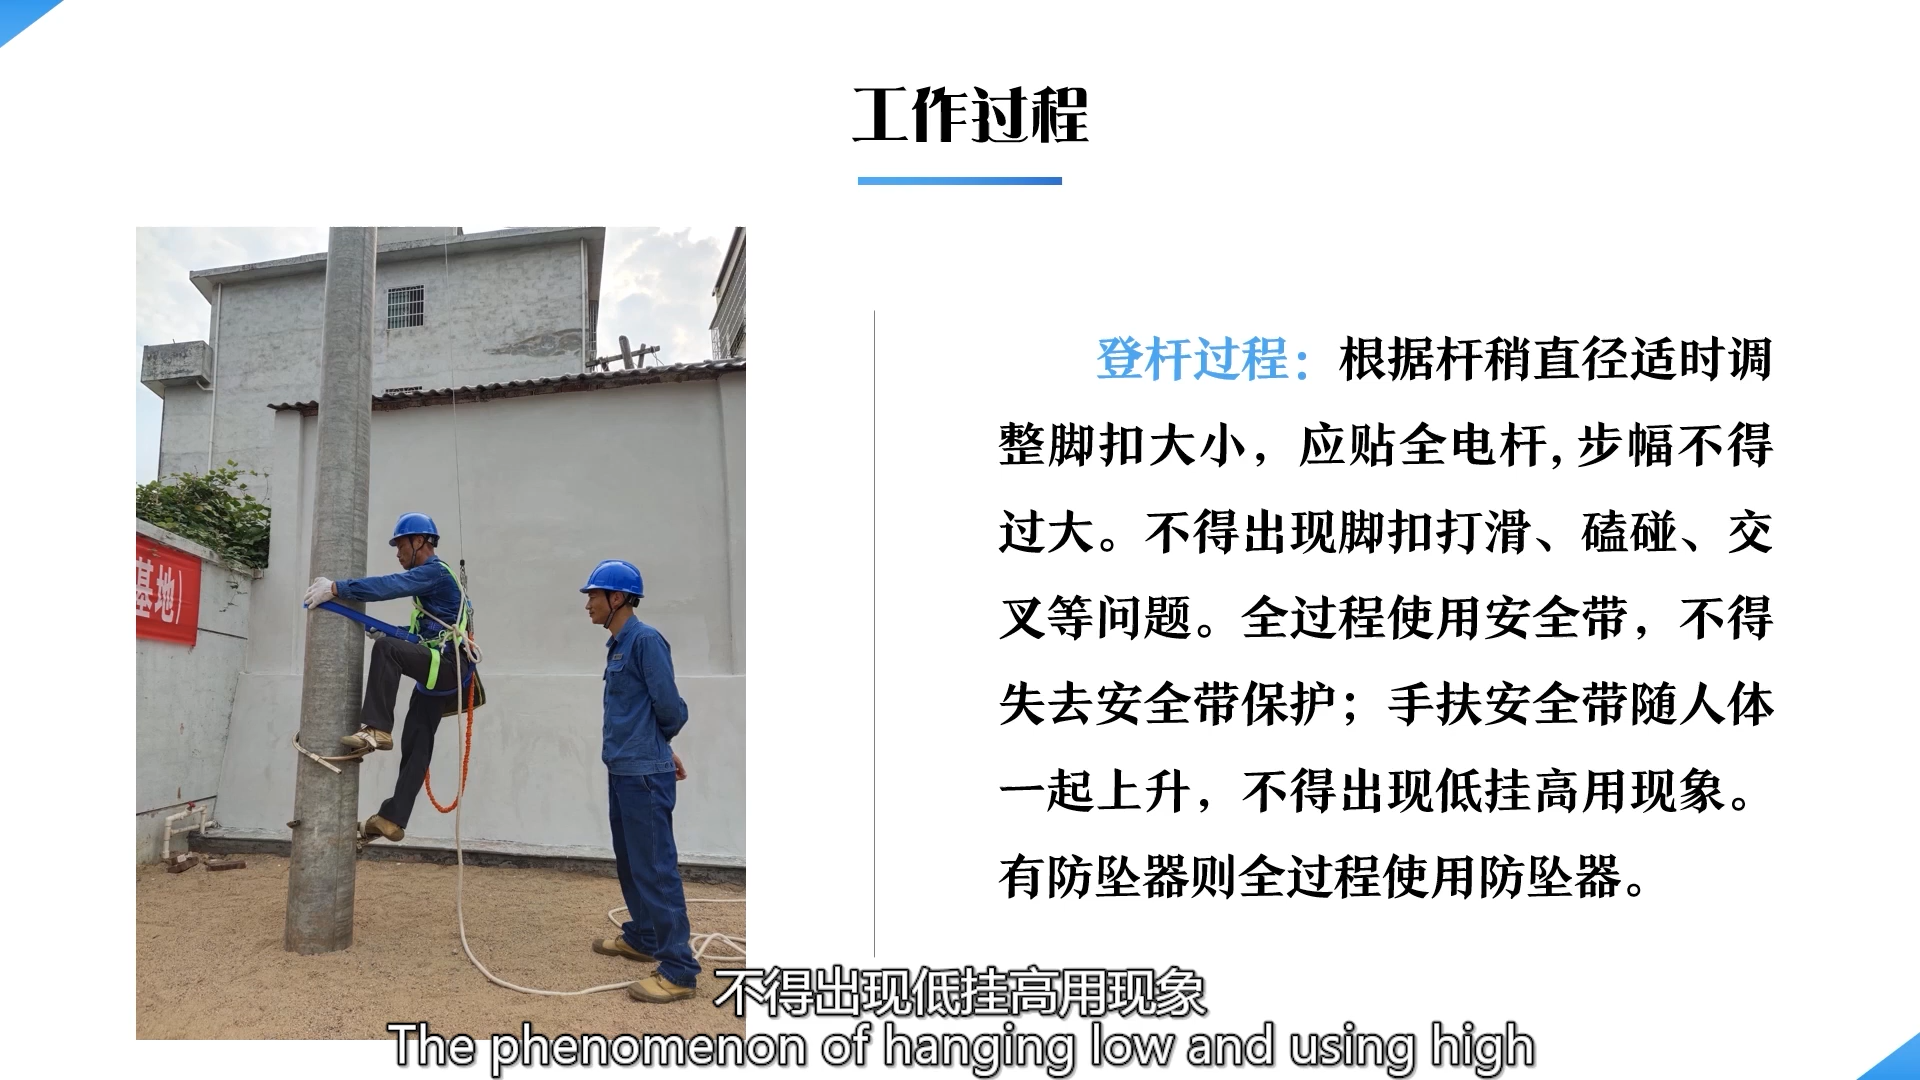 工作过程
基地）
登杆过程：根据杆稍直径适时调
整脚扣大小，应贴全电杆,步幅不得
过大。不得出现脚扣打滑、磕碰、交
叉等问题。全过程使用安全带，不得
失去安全带保护；手扶安全带随人体
一起上升，不得出现低挂高用现象。
有防坠器则全过程使用防坠器。
不得出现低挂高用现象
The phenomenon of hanging low and using high